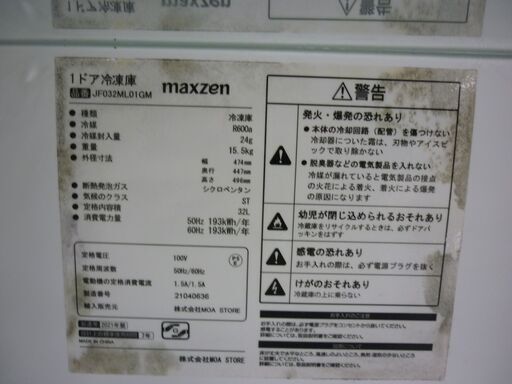 1ドア冷凍庫 maxzen
品番 JF032ML01GM
● 種類 冷凍庫
● 冷媒 R600a
● 冷媒封入量 24g
● 質量 15.5kg
● 外径寸法 幅 474mm
奥行 447mm
高さ 496mm
● 断熱発泡ガス シクロペンタン
● 気候のクラス ST
● 定格内容積 32L
● 消費電力量 50Hz 193kWh/年
60Hz 193kWh/年
定格電圧 100V
定格周波数 50Hz/60Hz
電動機の定格消費電流 1.5A/1.5A
製造番号 21040636
輸入販売元 株式会社MOA STORE
2021年製
7年
MADE IN CHINA
株式会社MOA STORE
警告
発火・爆発の恐れあり
● 本体の冷却回路（配管）を傷つけない
冷却器についた霜は、刃物やアイスピックで取り除かない
● 脱臭器などの電気製品を入れない
冷媒が漏れていると、電気製品の接点
の火花による着火、着火により爆発
の原因になります
幼児が閉じ込められるおそれあり
冷蔵庫をリサイクルするときは、必ずドアパッキンをはずす
感電の恐れあり
お手入れの際は、必ず電源プラグを抜く
けがのおそれあり
冷蔵庫の上に乗らない